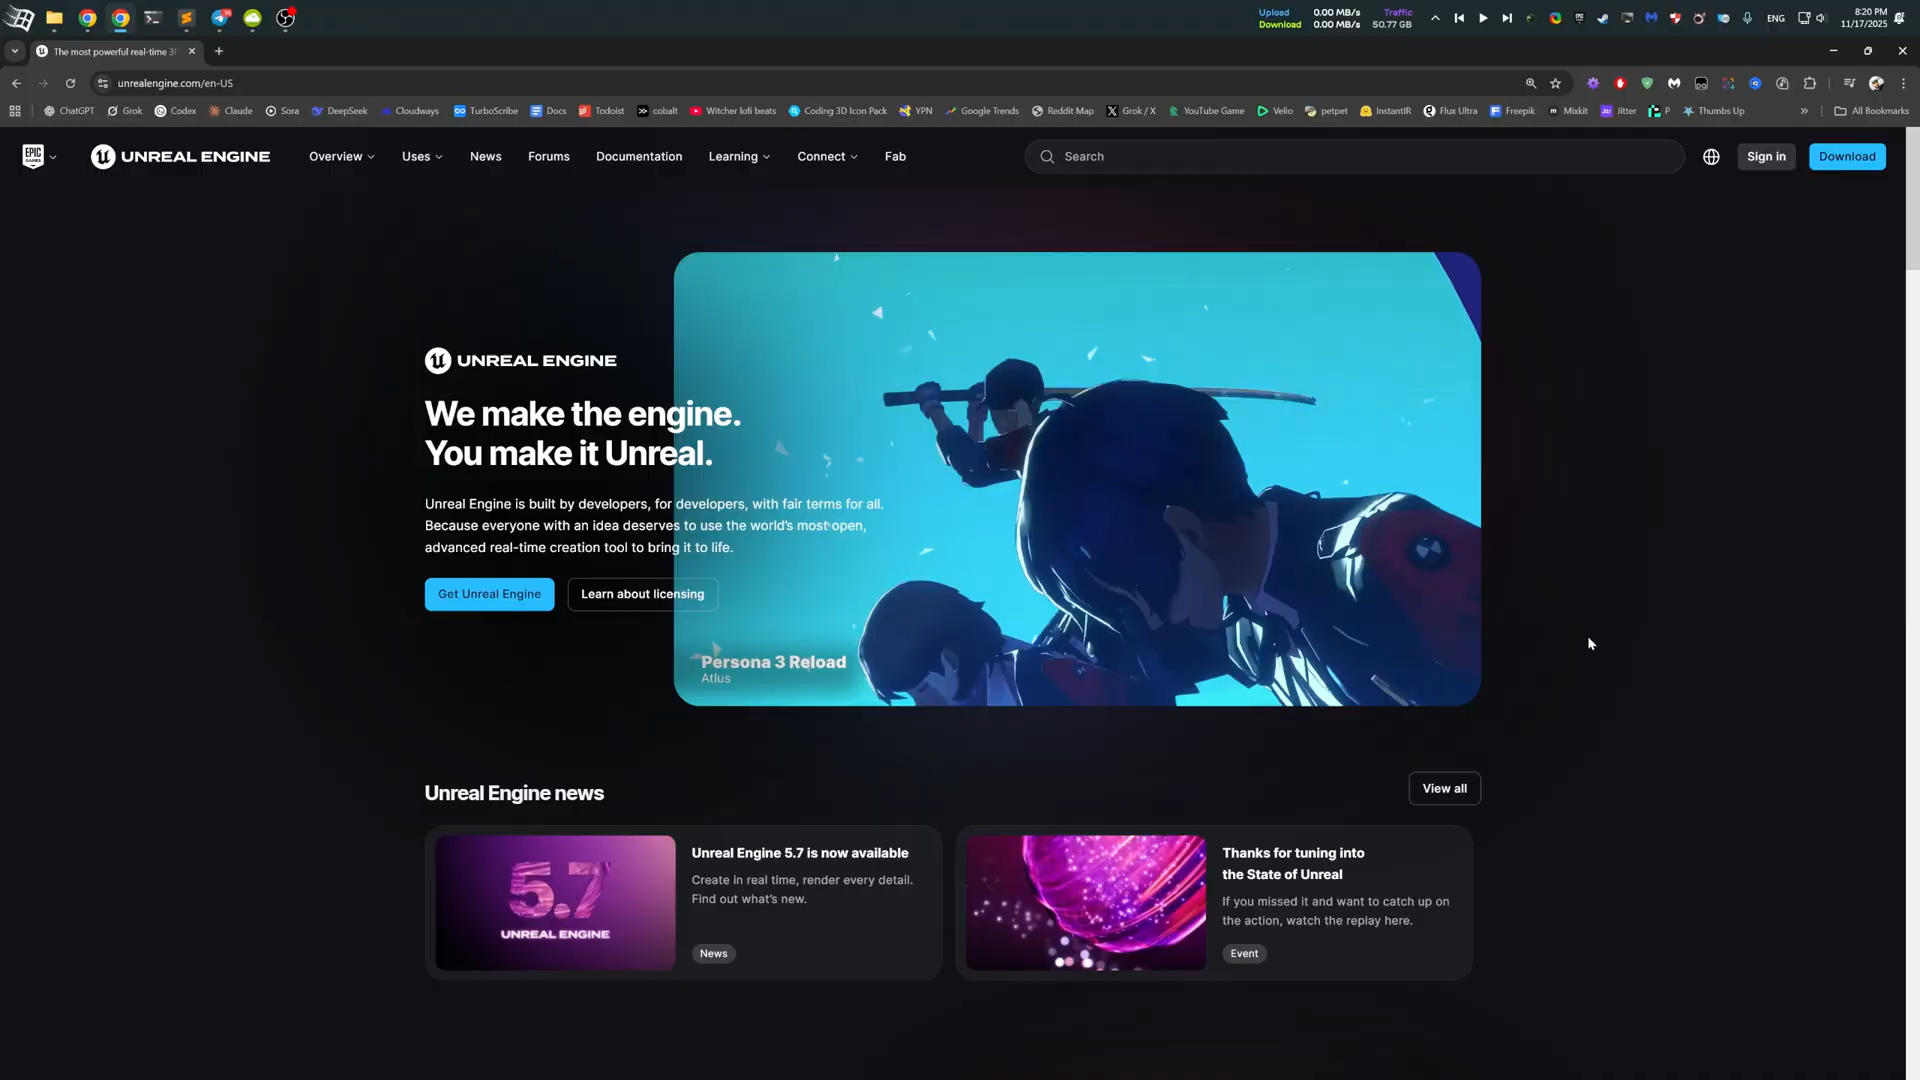 Upload 0.00 MB/s Traffic
Download 0.00 MB/s 50.77 GB
ENG
8:20 PM
11/17/2025
The most powerful real-time 3
unrealengine.com/en-US
ChatGPT Grok Codex Claude Sora DeepSeek Cloudways TurboScribe Docs Todoist cobalt Witcher lofi beats Coding 3D Icon Pack YPN Google Trends Reddit Map Grok / X YouTube Game Velio petpet InstantIR Flux Ultra Freepik Mixkit Jitter P Thumbs Up All Bookmarks
EPIC GAMES
UNREAL ENGINE Overview Uses News Forums Documentation Learning Connect Fab Search Sign in Download
UNREAL ENGINE
We make the engine.
You make it Unreal.
Unreal Engine is built by developers, for developers, with fair terms for all.
Because everyone with an idea deserves to use the world’s most open,
advanced real-time creation tool to bring it to life.
Get Unreal Engine Learn about licensing
Persona 3 Reload
Atlus
Unreal Engine news View all
5.7
UNREAL ENGINE
Unreal Engine 5.7 is now available
Create in real time, render every detail.
Find out what’s new.
News
Thanks for tuning into
the State of Unreal
If you missed it and want to catch up on
the action, watch the replay here.
Event